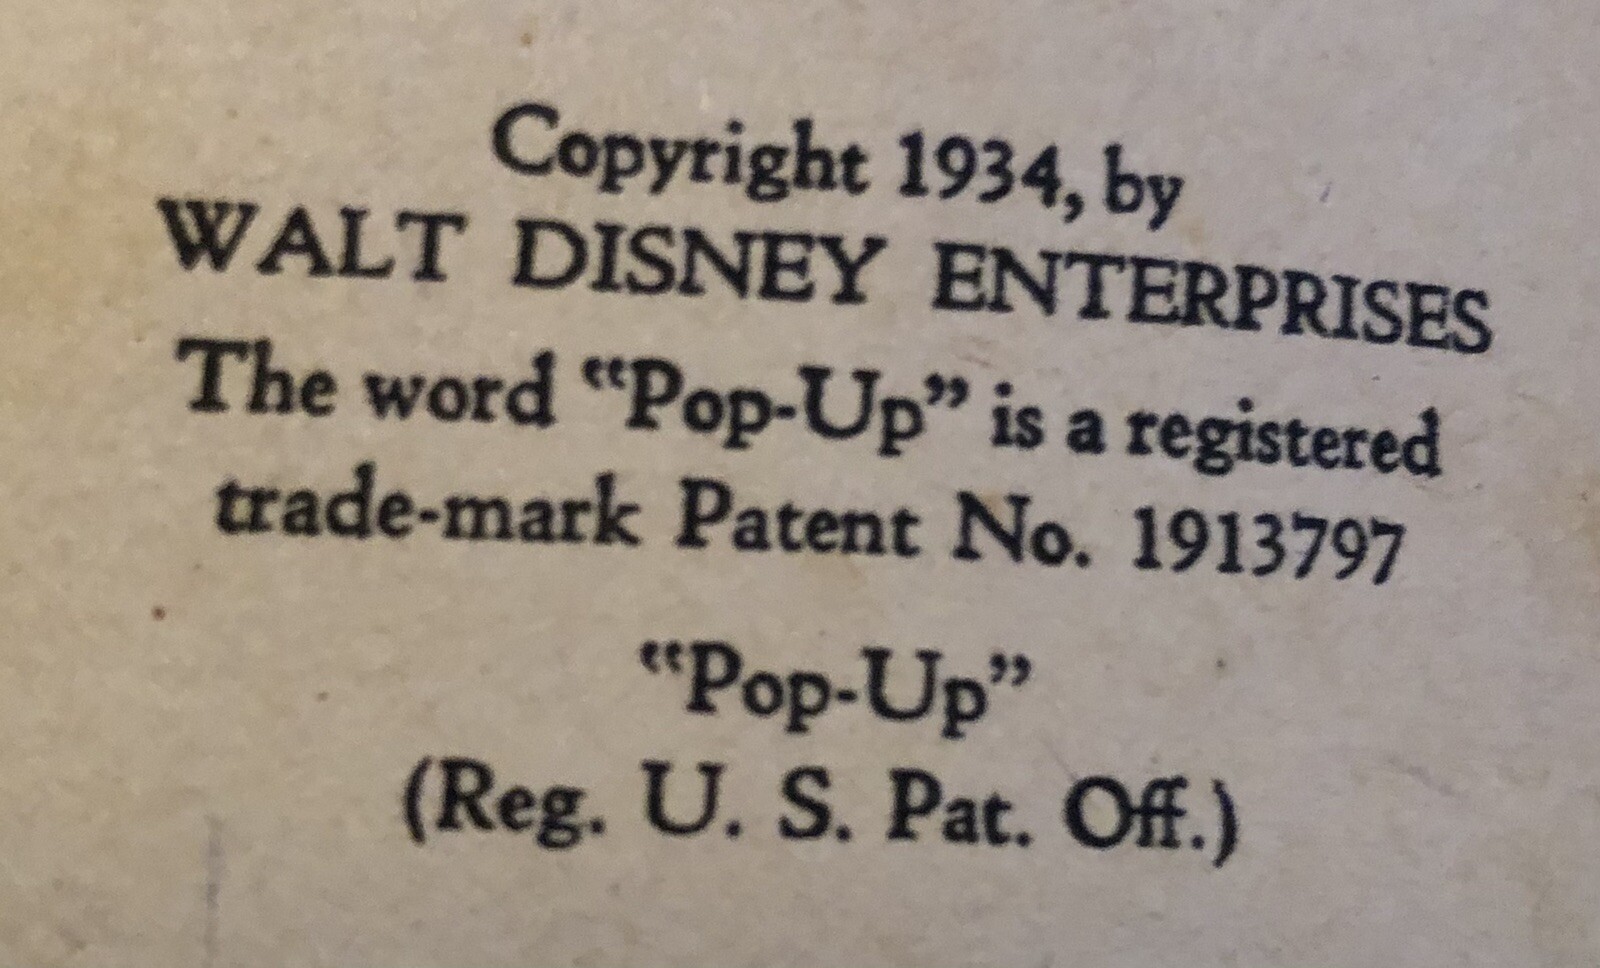 Copyright 1934, by
WALT DISNEY ENTERPRISES
The word “Pop-Up” is a registered
trade-mark Patent No. 1913797
“Pop-Up”
(Reg. U. S. Pat. Off.)